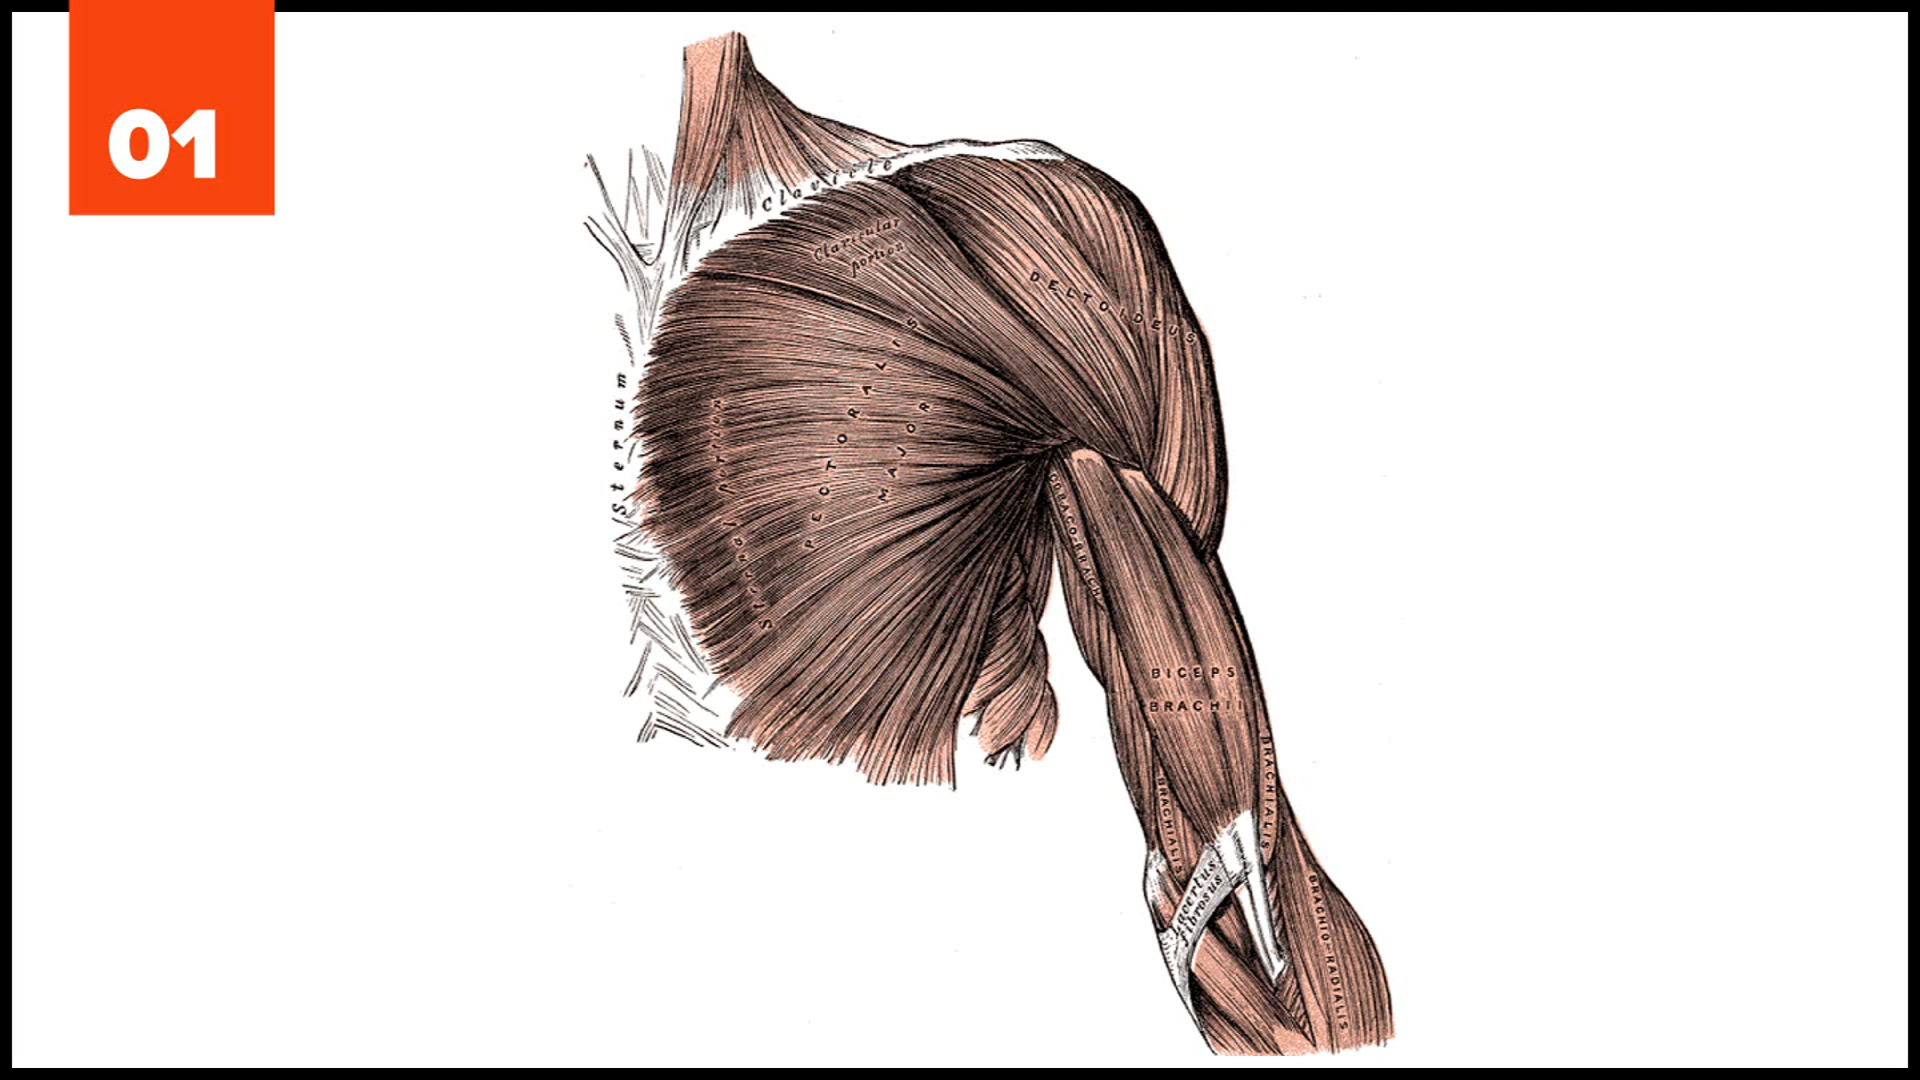 01
Clavicle
Clavicular
portion
DELTOIDEUS
Sternum
Sternal portion
PECTORALIS
MAJOR
CORACO-BRACH.
BICEPS
BRACHII
BRACHIALIS
BRACHIALIS
Lacertus
fibrosus
BRACHIO-RADIALIS